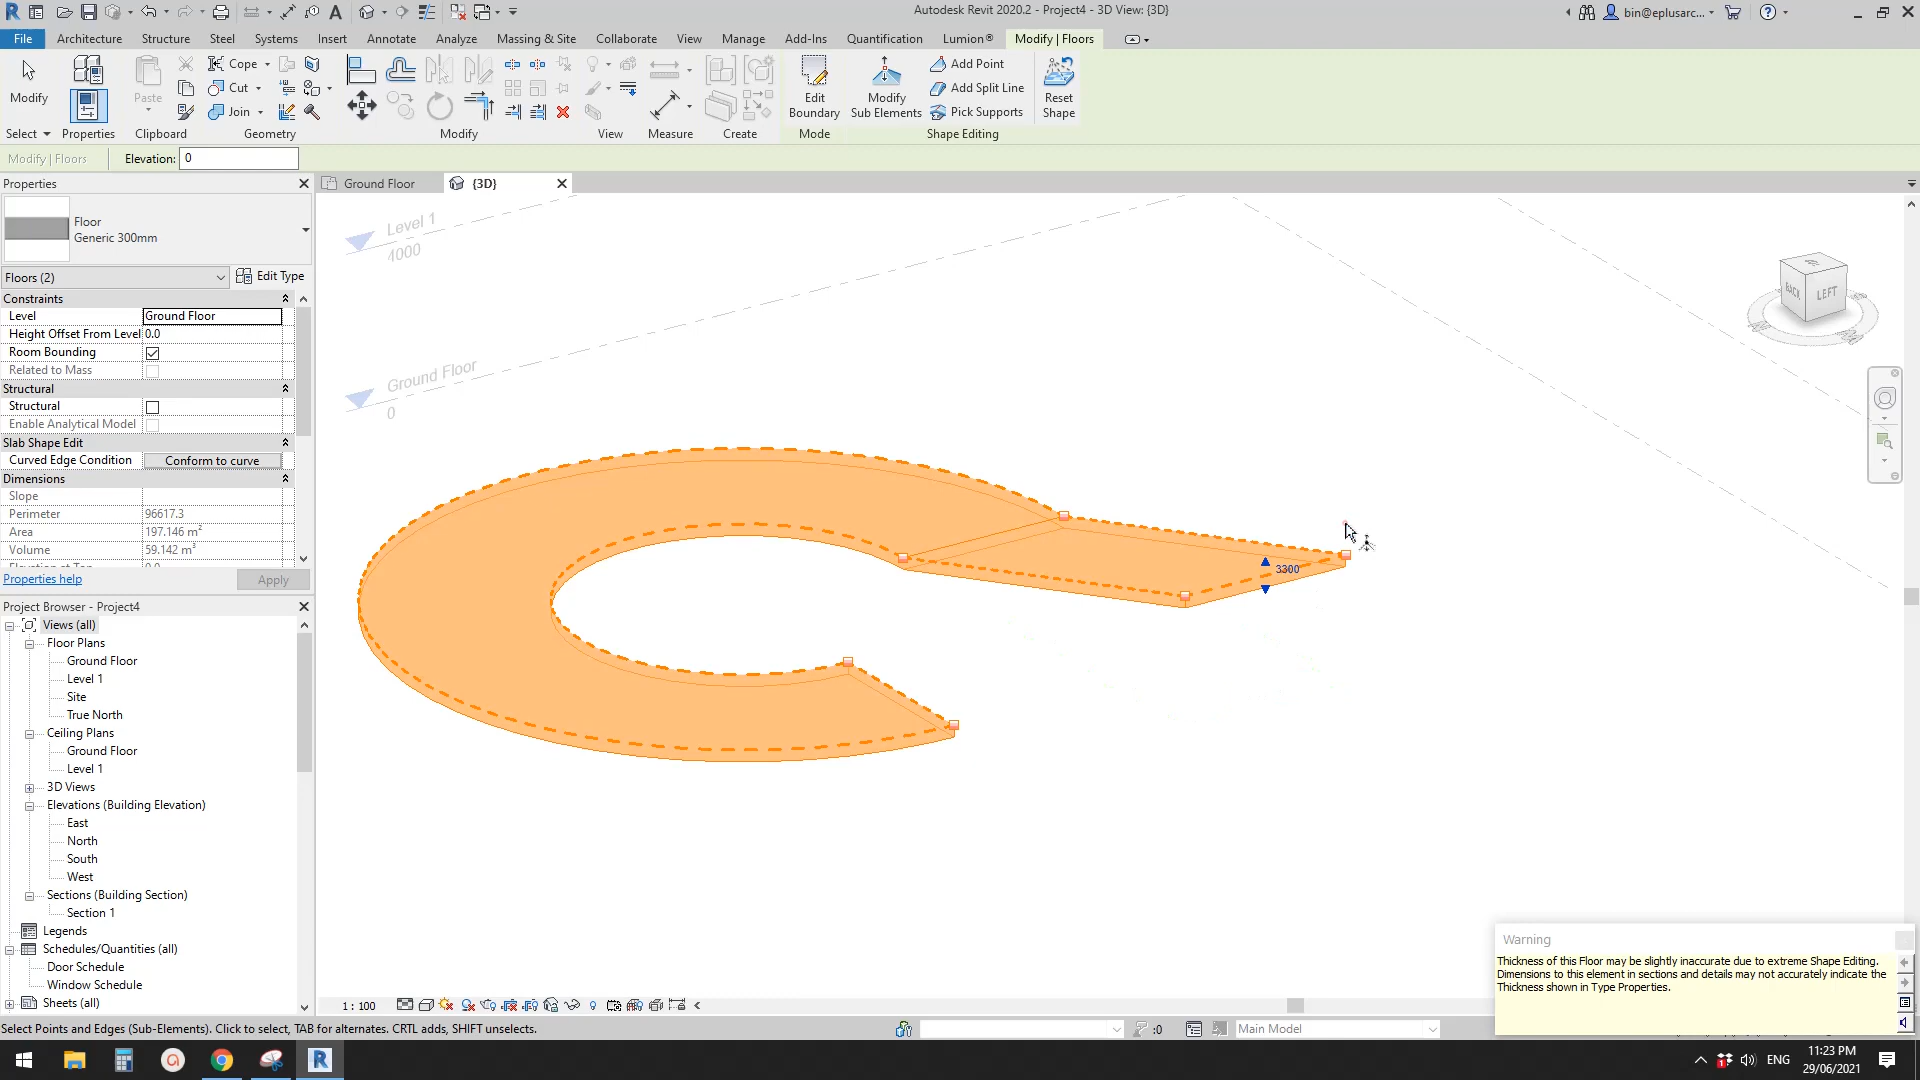 Autodesk Revit 2020.2 - Project4 - 3D View: {3D}
bin@eplusarc...
File
Architecture
Structure
Steel
Systems
Insert
Annotate
Analyze
Massing & Site
Collaborate
View
Manage
Add-Ins
Quantification
Lumion®
Modify | Floors
Modify
Select
Properties
Paste
Clipboard
Cope
Cut
Join
Geometry
Modify
View
Measure
Create
Edit
Boundary
Mode
Modify
Sub Elements
Add Point
Add Split Line
Pick Supports
Shape Editing
Reset
Shape
Modify | Floors
Elevation: 0
Properties
Floor
Generic 300mm
Floors (2)
Edit Type
Constraints
Level Ground Floor
Height Offset From Level 0.0
Room Bounding
Related to Mass
Structural
Structural
Enable Analytical Model
Slab Shape Edit
Curved Edge Condition Conform to curve
Dimensions
Slope
Perimeter 96617.3
Area 197.146 m²
Volume 59.142 m³
Properties help
Apply
Project Browser - Project4
Views (all)
Floor Plans
Ground Floor
Level 1
Site
True North
Ceiling Plans
Ground Floor
Level 1
3D Views
Elevations (Building Elevation)
East
North
South
West
Sections (Building Section)
Section 1
Legends
Schedules/Quantities (all)
Door Schedule
Window Schedule
Sheets (all)
Ground Floor
{3D}
Level 1
4000
Ground Floor
0
3300
BACK
LEFT
Warning
Thickness of this Floor may be slightly inaccurate due to extreme Shape Editing.
Dimensions to this element in sections and details may not accurately indicate the
Thickness shown in Type Properties.
1 : 100
Select Points and Edges (Sub-Elements). Click to select, TAB for alternates. CRTL adds, SHIFT unselects.
:0
Main Model
ENG
11:23 PM
29/06/2021